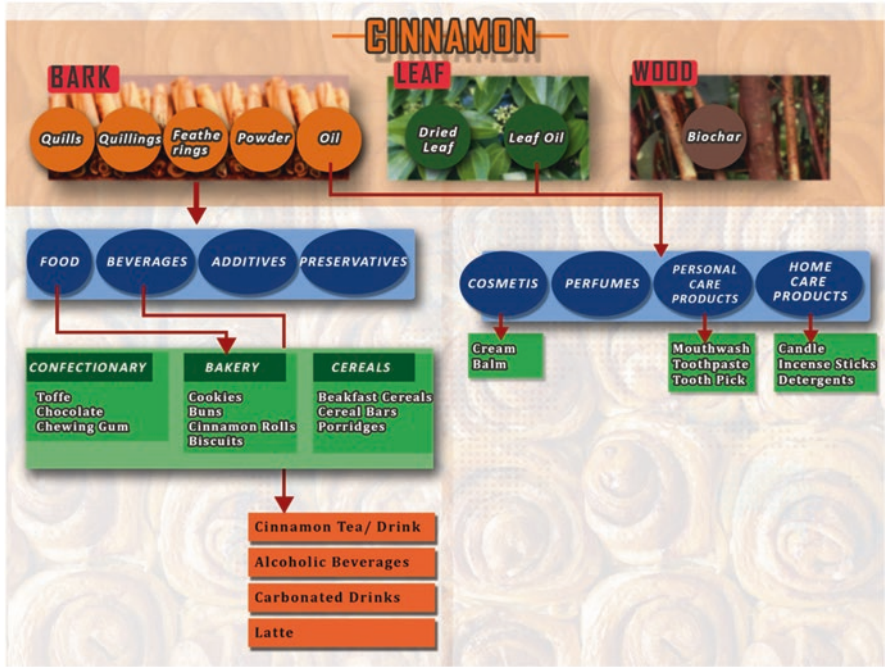 CINNAMON
BARK
LEAF
WOOD
Quills
Quillings
Feathe
rings
Powder
Oil
Dried
Leaf
Leaf Oil
Biochar
FOOD
BEVERAGES
ADDITIVES
PRESERVATIVES
COSMETIS
PERFUMES
PERSONAL
CARE
PRODUCTS
HOME
CARE
PRODUCTS
Cream
Balm
Mouthwash
Toothpaste
Tooth Pick
Candle
Incense Sticks
Detergents
CONFECTIONARY
Toffe
Chocolate
Chewing Gum
BAKERY
Cookies
Buns
Cinnamon Rolls
Biscuits
CEREALS
Beakfast Cereals
Cereal Bars
Porridges
Cinnamon Tea/ Drink
Alcoholic Beverages
Carbonated Drinks
Latte